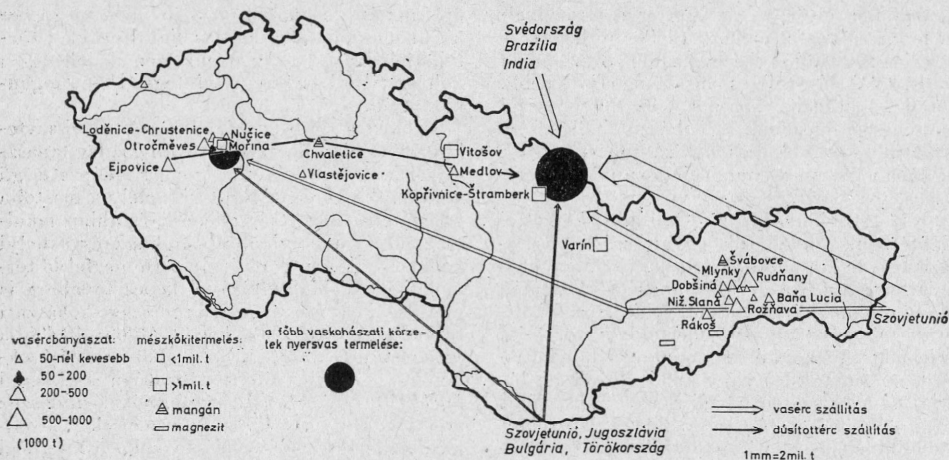 Svédország
Brazília
India
Loděnice-Chrustenice
Nučice
Otročměves
Mořina
Ejpovice
Chvaletice
Vlastějovice
Vitošov
Medlov
Kopřivnice-Štramberk
Varín
Švábovce
Mlynky
Rudňany
Dobšiná
Niž. Slaná
Baňa Lucia
Rožňava
Rákoš
Szovjetunió
vasércbányászat:
50-nél kevesebb
50-200
200-500
500-1000
(1000 t)
mészkőkitermelés:
<1mil. t
>1mil. t
mangán
magnezit
a főbb vaskohászati körze-
tek nyersvas termelése:
Szovjetunió, Jugoszlávia
Bulgária, Törökország
vasérc szállítás
dúsítottérc szállítás
1mm=2mil. t